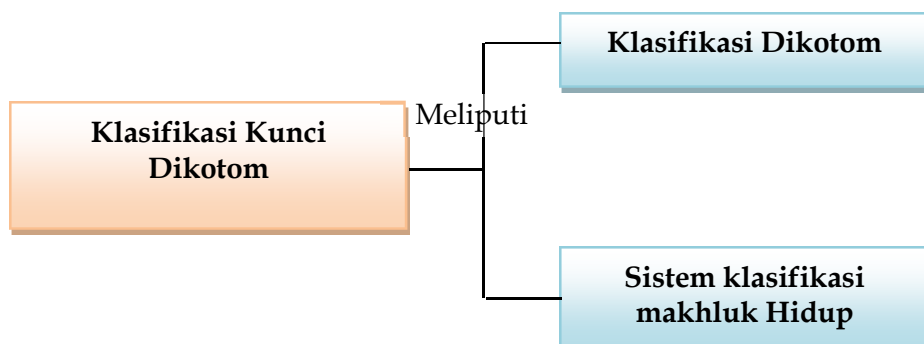 Klasifikasi Dikotom
Meliputi
Klasifikasi Kunci
Dikotom
Sistem klasifikasi
makhluk Hidup